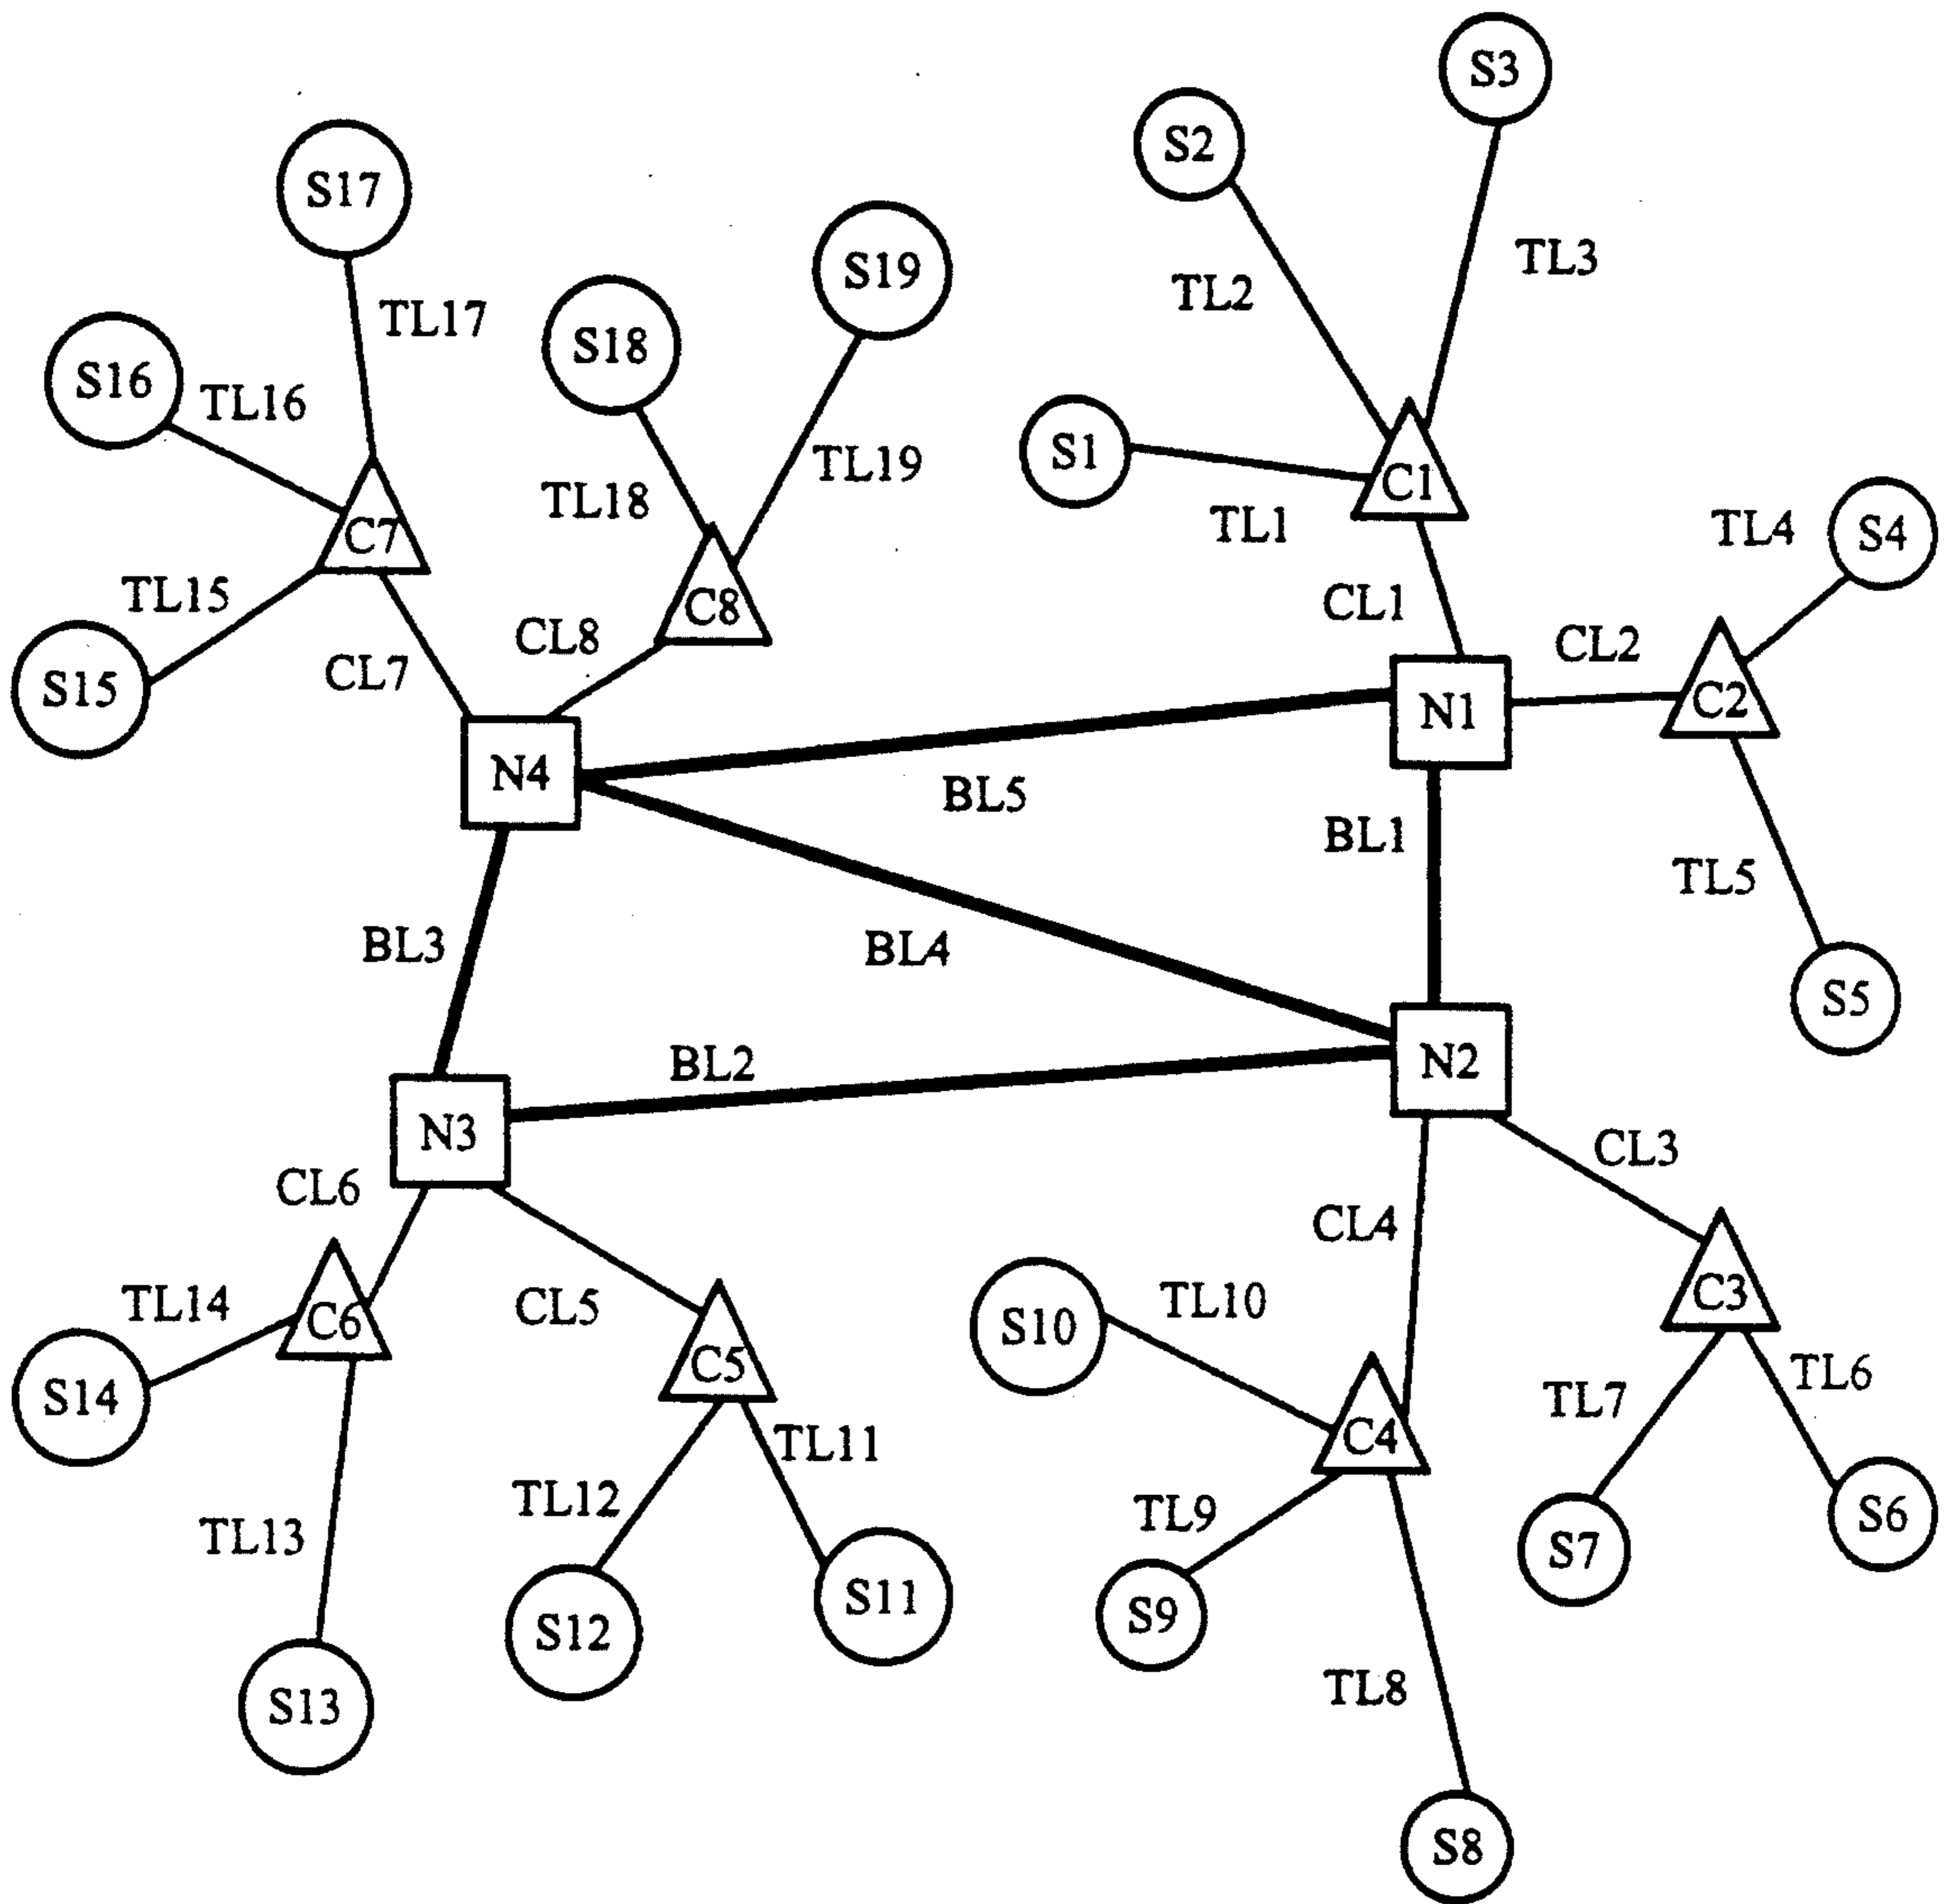 S3
S2
S17
TL3
S19
TL2
TL17
S18
S16
TL16
S1
TL19
C1
TL18
TL1
TL4
S4
C7
TL15
CL1
C8
CL8
CL2
CL7
S15
C2
N1
N4
BL5
BL1
TL5
BL3
BL4
S5
BL2
N2
N3
CL3
CL6
CL4
C3
TL14
CL5
TL10
C6
S10
C5
TL6
S14
TL7
C4
TL11
TL12
TL9
S6
TL13
S7
S11
S9
S12
TL8
S13
S8